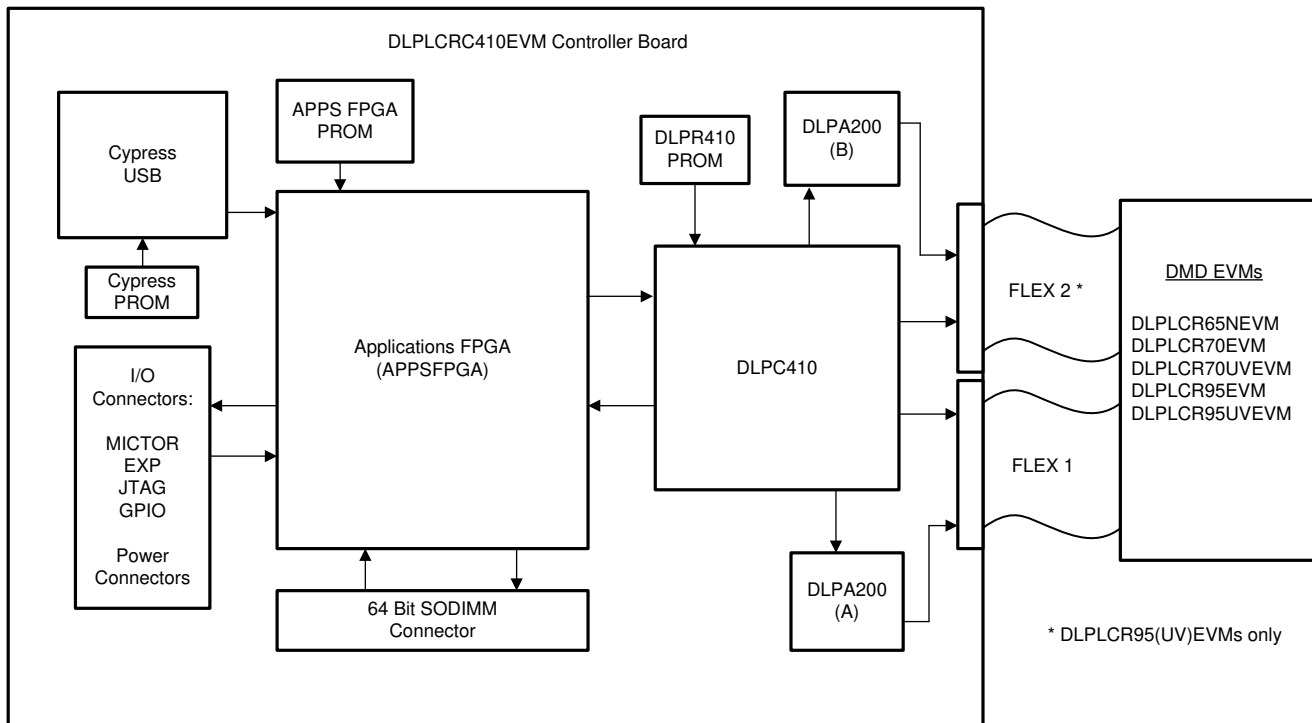 DLPLCRC410EVM Controller Board
Cypress
USB
APPS FPGA
PROM
DLPR410
PROM
DLPA200
(B)
Cypress
PROM
Applications FPGA
(APPSFPGA)
DLPC410
I/O
Connectors:
MICTOR
EXP
JTAG
GPIO
Power
Connectors
64 Bit SODIMM
Connector
DLPA200
(A)
FLEX 2 *
FLEX 1
DMD EVMs
DLPLCR65NEVM
DLPLCR70EVM
DLPLCR70UVEVM
DLPLCR95EVM
DLPLCR95UVEVM
* DLPLCR95(UV)EVMs only